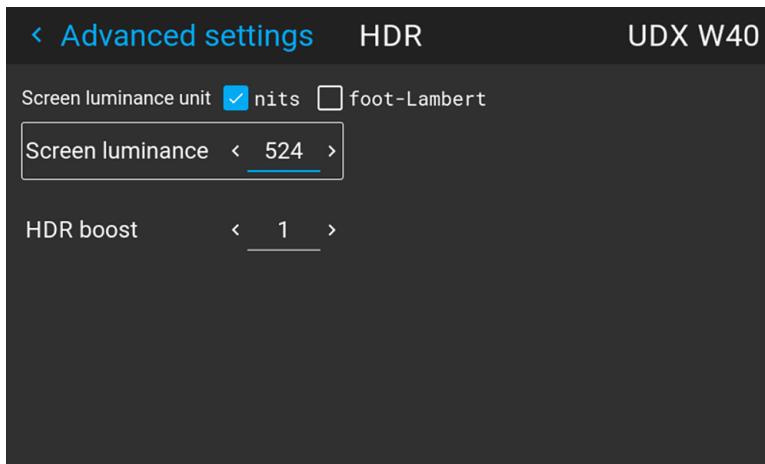 Advanced settings HDR UDX W40
Screen luminance unit nits foot-Lambert
Screen luminance 524
HDR boost 1